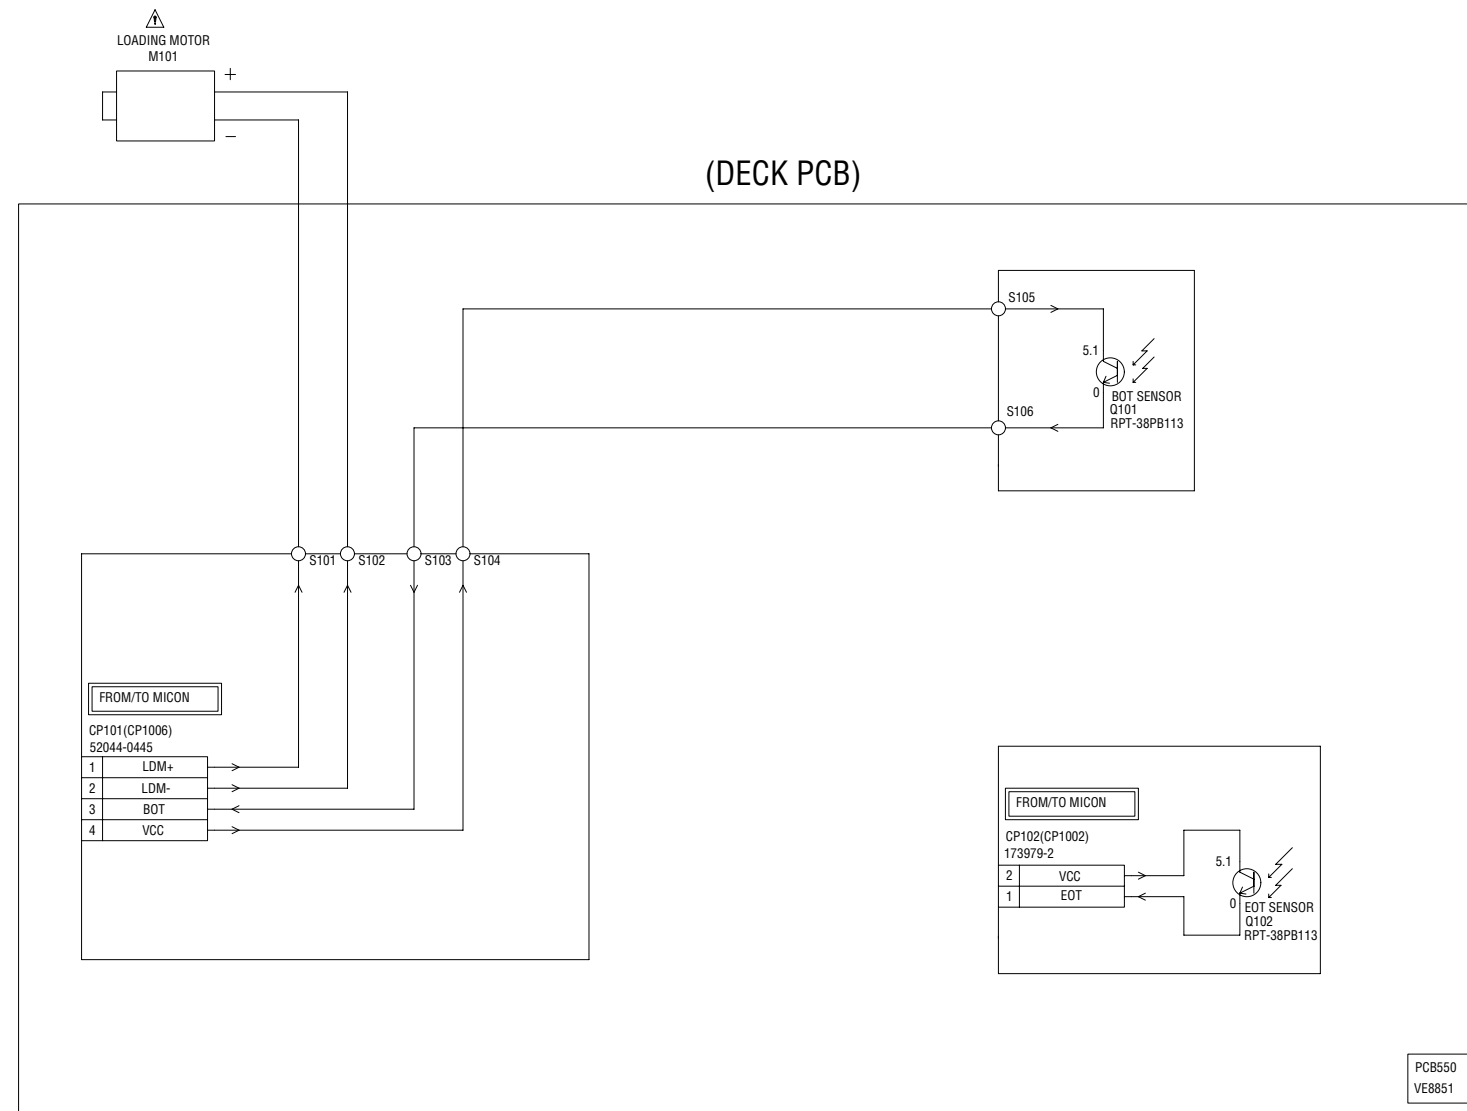 LOADING MOTOR
M101
+
−
(DECK PCB)
S105
5.1
0
BOT SENSOR
Q101
RPT-38PB113
S106
S101
S102
S103
S104
FROM/TO MICON
CP101(CP1006)
52044-0445
1 LDM+
2 LDM-
3 BOT
4 VCC
FROM/TO MICON
CP102(CP1002)
173979-2
2 VCC
1 EOT
5.1
0
EOT SENSOR
Q102
RPT-38PB113
PCB550
VE8851